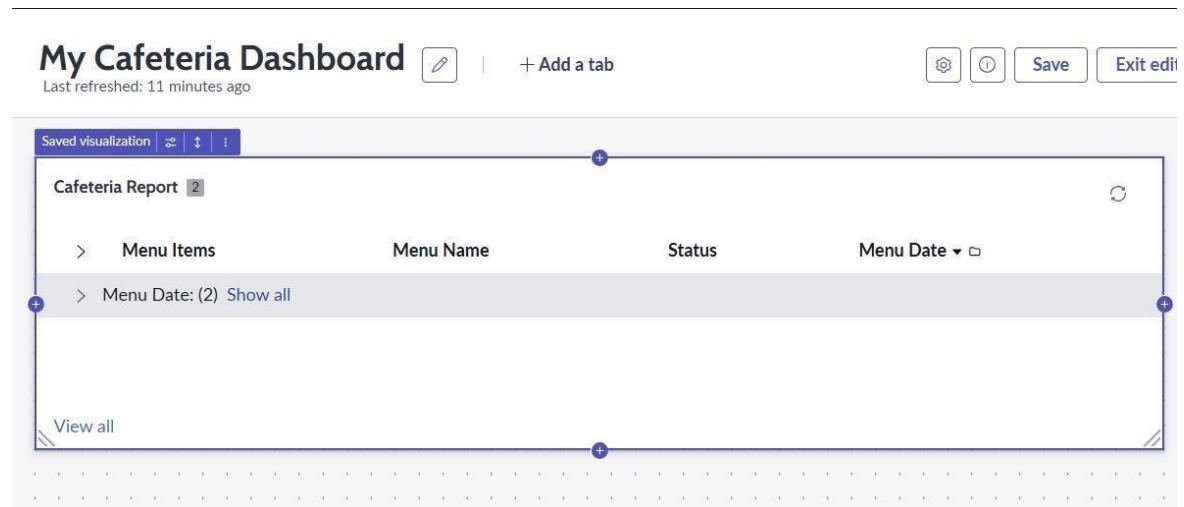 My Cafeteria Dashboard
+ Add a tab
Save
Exit edit
Last refreshed: 11 minutes ago
Saved visualization
Cafeteria Report 2
Menu Items Menu Name Status Menu Date
Menu Date: (2) Show all
View all